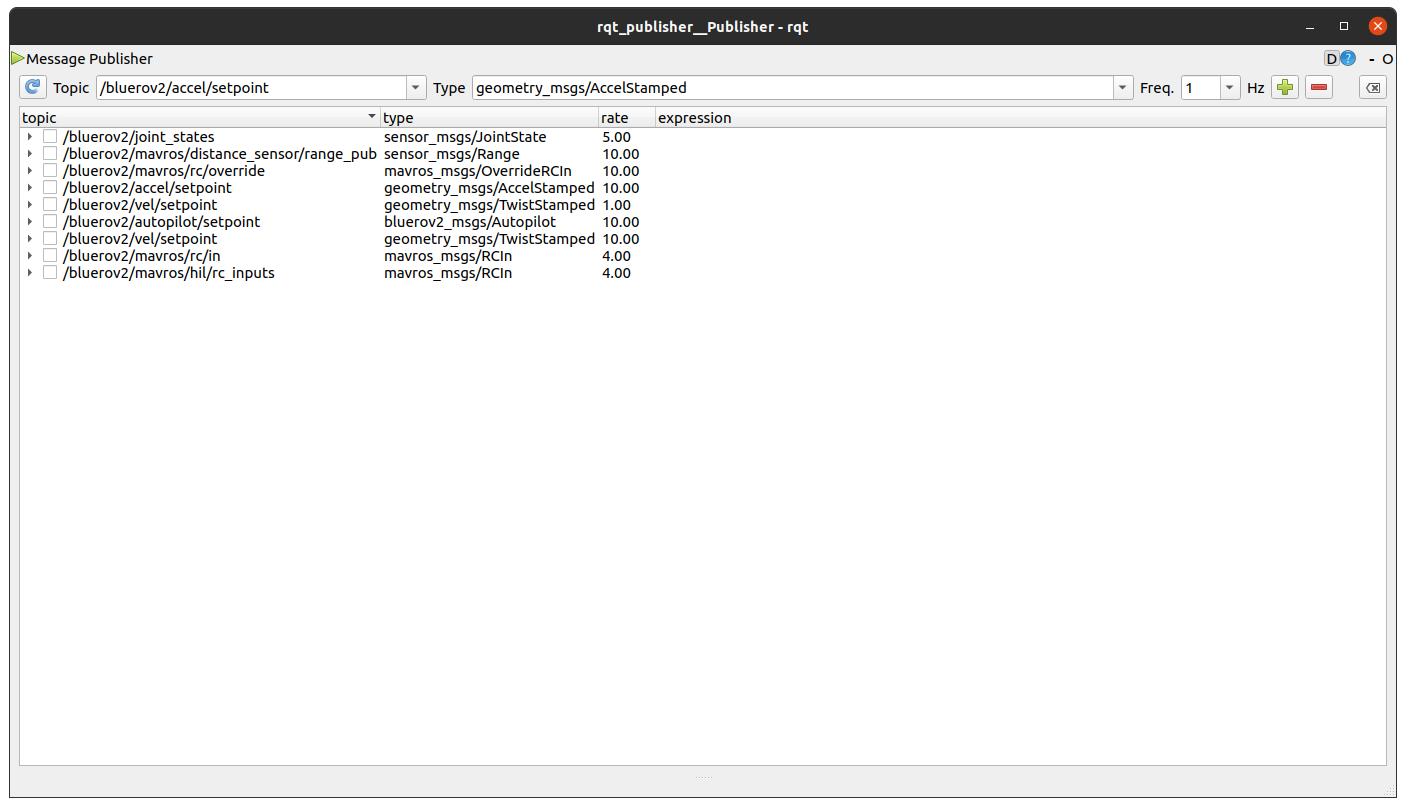 rqt_publisher__Publisher - rqt
Message Publisher D ? - O
Topic /bluerov2/accel/setpoint Type geometry_msgs/AccelStamped Freq. 1 Hz
topic type rate expression
/bluerov2/joint_states sensor_msgs/JointState 5.00
/bluerov2/mavros/distance_sensor/range_pub sensor_msgs/Range 10.00
/bluerov2/mavros/rc/override mavros_msgs/OverrideRCIn 10.00
/bluerov2/accel/setpoint geometry_msgs/AccelStamped 10.00
/bluerov2/vel/setpoint geometry_msgs/TwistStamped 1.00
/bluerov2/autopilot/setpoint bluerov2_msgs/Autopilot 10.00
/bluerov2/vel/setpoint geometry_msgs/TwistStamped 10.00
/bluerov2/mavros/rc/in mavros_msgs/RCIn 4.00
/bluerov2/mavros/hil/rc_inputs mavros_msgs/RCIn 4.00